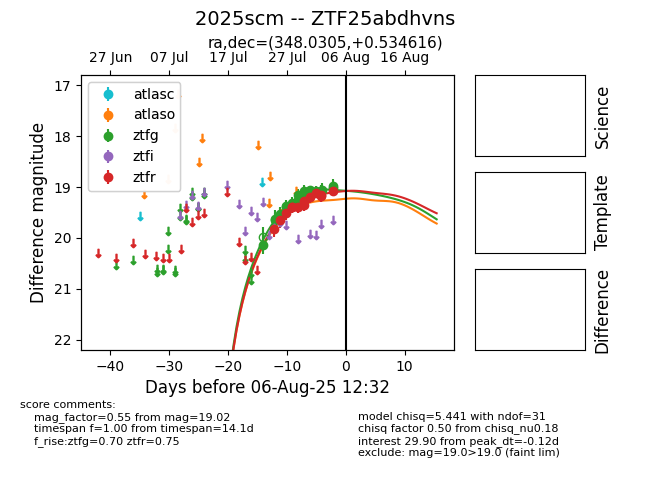 2025scm -- ZTF25abdhvns
ra,dec=(348.0305,+0.534616)
27 Jun 07 Jul 17 Jul 27 Jul 06 Aug 16 Aug
17
18
19
20
21
22
Difference magnitude
atlasc
atlaso
ztfg
ztfi
ztfr
−40 −30 −20 −10 0 10
Days before 06-Aug-25 12:32
Science
Template
Difference
score comments:
mag_factor=0.55 from mag=19.02
timespan f=1.00 from timespan=14.1d
f_rise:ztfg=0.70 ztfr=0.75
model chisq=5.441 with ndof=31
chisq factor 0.50 from chisq_nu0.18
interest 29.90 from peak_dt=-0.12d
exclude: mag=19.0>19.0 (faint lim)